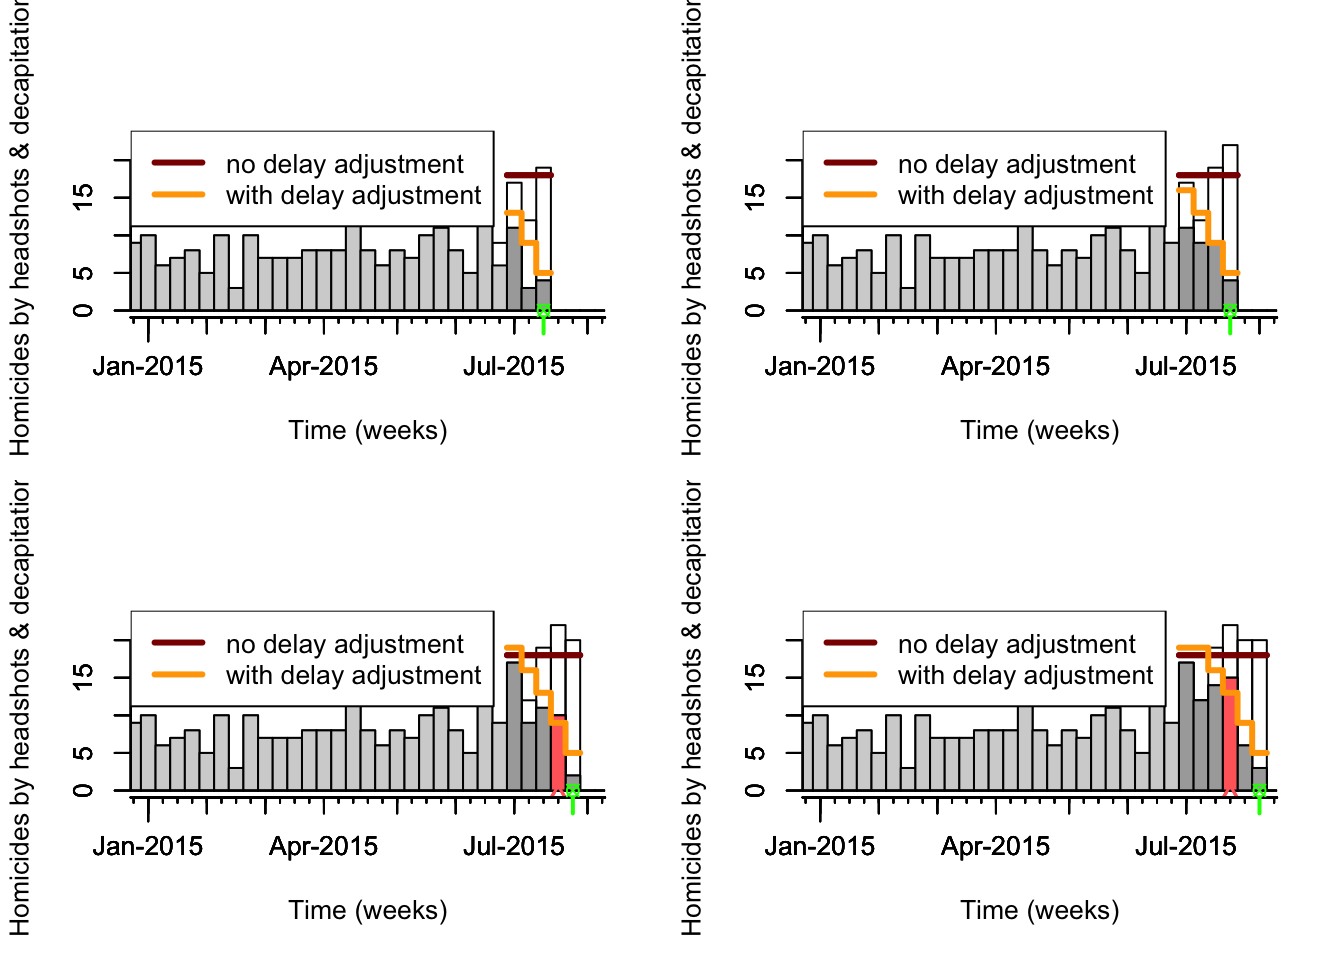 Homicides by headshots & decapitation
no delay adjustment
with delay adjustment
0 5 15
Jan-2015 Apr-2015 Jul-2015
Time (weeks)
Homicides by headshots & decapitation
no delay adjustment
with delay adjustment
0 5 15
Jan-2015 Apr-2015 Jul-2015
Time (weeks)
Homicides by headshots & decapitation
no delay adjustment
with delay adjustment
0 5 15
Jan-2015 Apr-2015 Jul-2015
Time (weeks)
Homicides by headshots & decapitation
no delay adjustment
with delay adjustment
0 5 15
Jan-2015 Apr-2015 Jul-2015
Time (weeks)